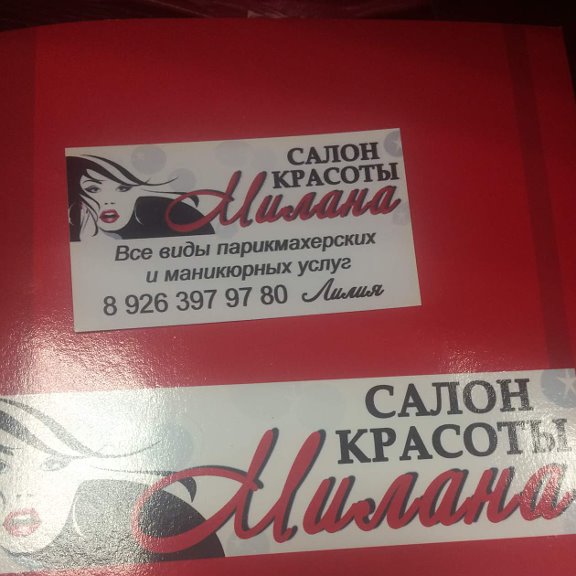 САЛОН
КРАСОТЫ
Милана
Все виды парикмахерских
и маникюрных услуг
8 926 397 97 80 Лилия
САЛОН
КРАСОТЫ
Милана